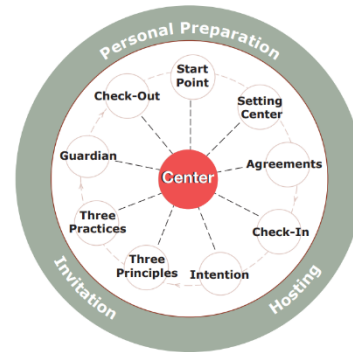 Personal Preparation
Start
Point
Setting
Center
Agreements
Check-In
Intention
Three
Principles
Three
Practices
Guardian
Check-Out
Center
Invitation
Hosting